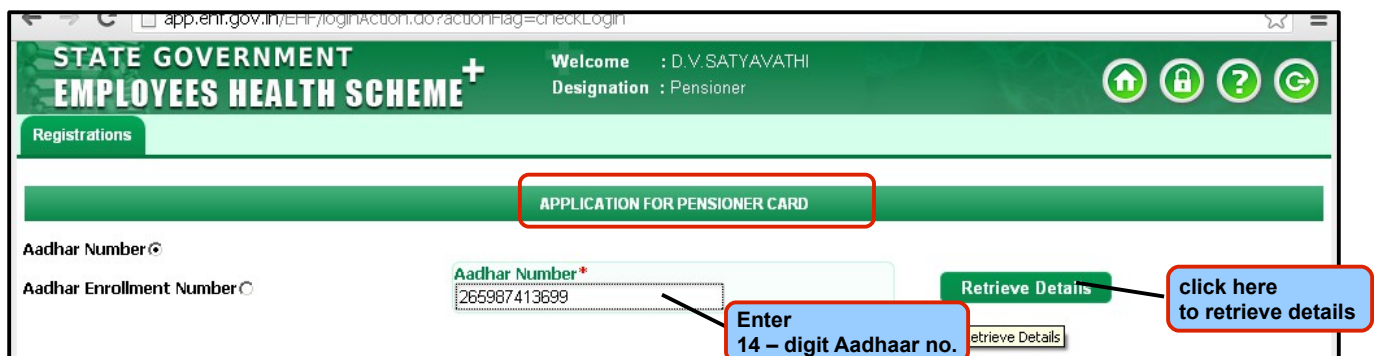 app.ehf.gov.in/EHF/loginAction.do?actionFlag=checkLogin
STATE GOVERNMENT
EMPLOYEES HEALTH SCHEME
Welcome : D.V.SATYAVATHI
Designation : Pensioner
Registrations
APPLICATION FOR PENSIONER CARD
Aadhar Number
Aadhar Enrollment Number
Aadhar Number*
265987413699
Retrieve Details
click here
to retrieve details
Enter
14 – digit Aadhaar no.
etrieve Details